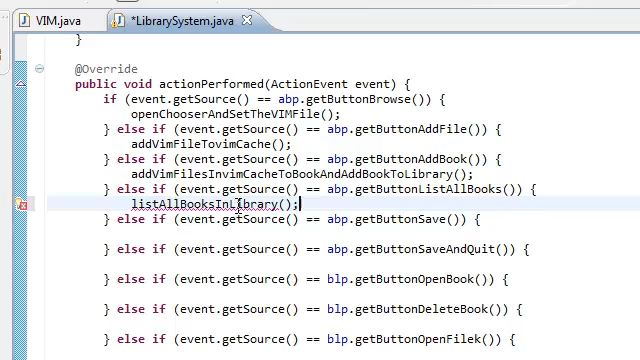 VIM.java *LibrarySystem.java
}
@Override
public void actionPerformed(ActionEvent event) {
if (event.getSource() == abp.getButtonBrowse()) {
openChooserAndSetTheVIMFile();
} else if (event.getSource() == abp.getButtonAddFile()) {
addVimFileTovimCache();
} else if (event.getSource() == abp.getButtonAddBook()) {
addVimFilesInvimCacheToBookAndAddBookToLibrary();
} else if (event.getSource() == abp.getButtonListAllBooks()) {
listAllBooksInLibrary();
} else if (event.getSource() == abp.getButtonSave()) {
} else if (event.getSource() == abp.getButtonSaveAndQuit()) {
} else if (event.getSource() == blp.getButtonOpenBook() {
} else if (event.getSource() == blp.getButtonDeleteBook() {
} else if (event.getSource() == blp.getButtonOpenFilek() {